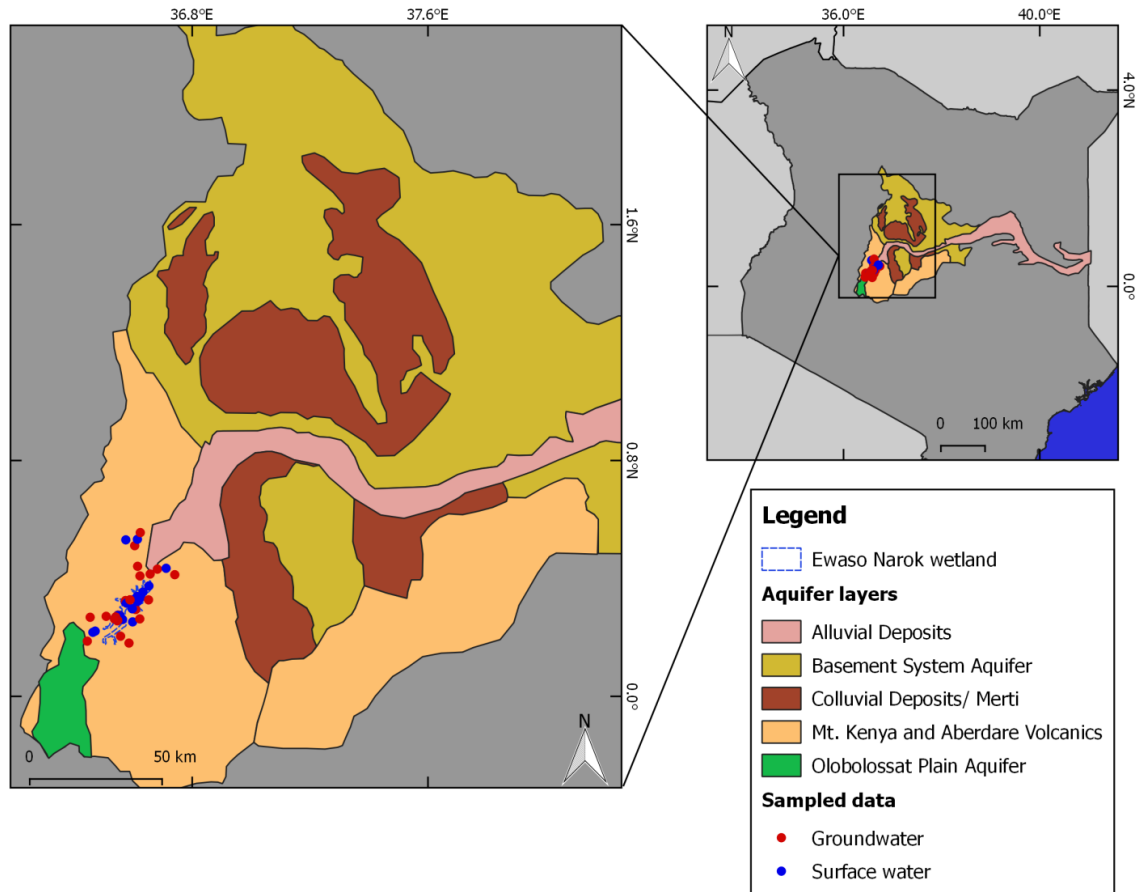 36.8°E
37.6°E
36.0°E
40.0°E
N
4.0°N
1.6°N
0.0°
0 100 km
0.8°N
0.0°
N
0 50 km
Legend
Ewaso Narok wetland
Aquifer layers
Alluvial Deposits
Basement System Aquifer
Colluvial Deposits/ Merti
Mt. Kenya and Aberdare Volcanics
Olobolossat Plain Aquifer
Sampled data
Groundwater
Surface water